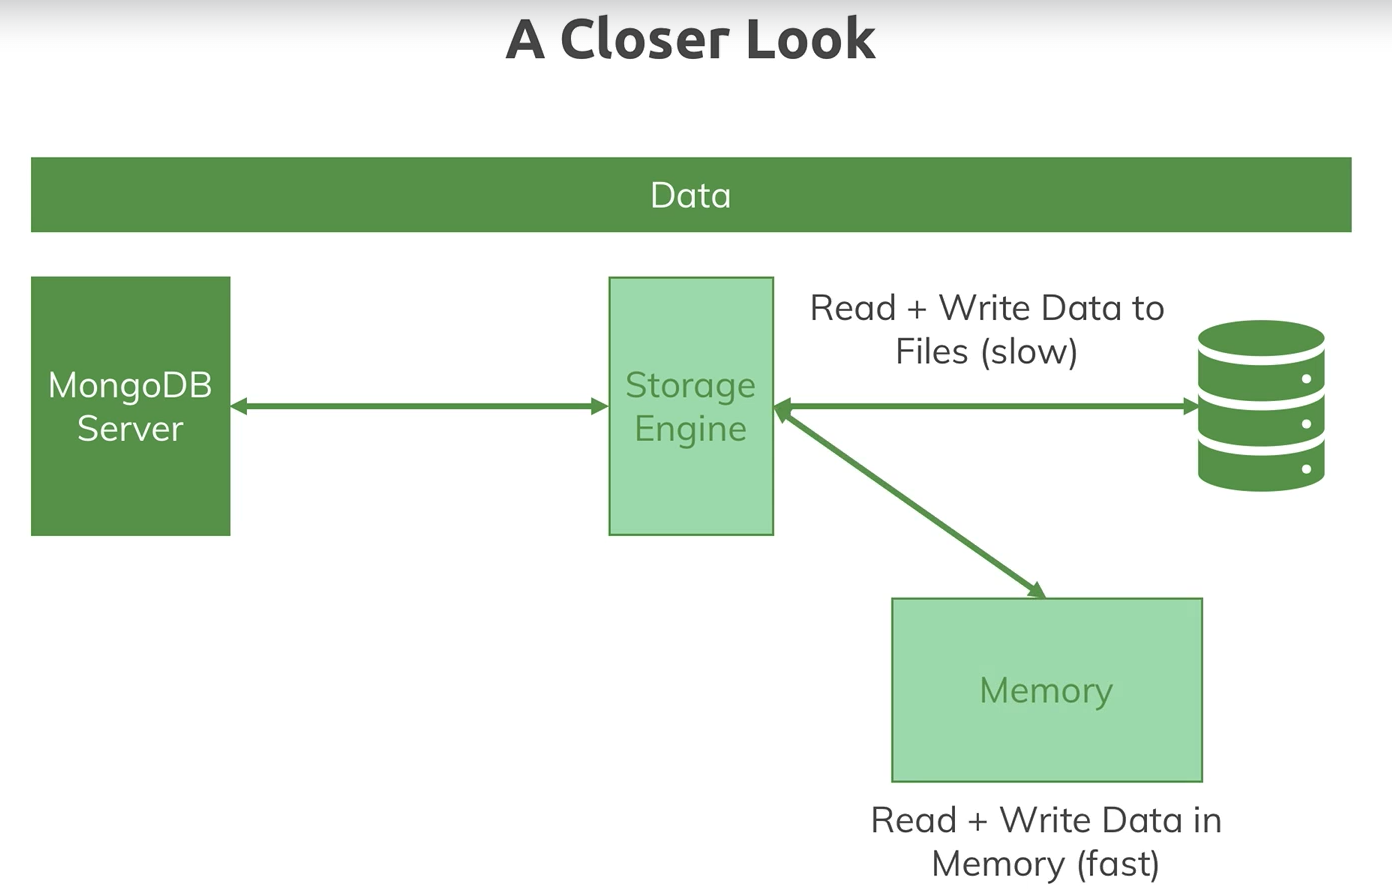 A Closer Look
Data
MongoDB
Server
Storage
Engine
Read + Write Data to
Files (slow)
Memory
Read + Write Data in
Memory (fast)